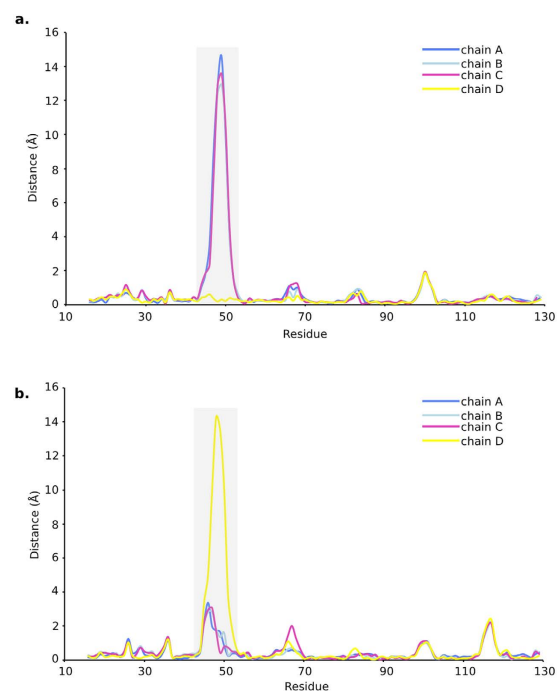 a.
16
14
12
10
8
6
4
2
0
Distance (Å)
10 30 50 70 90 110 130
Residue
chain A
chain B
chain C
chain D
b.
16
14
12
10
8
6
4
2
0
Distance (Å)
10 30 50 70 90 110 130
Residue
chain A
chain B
chain C
chain D